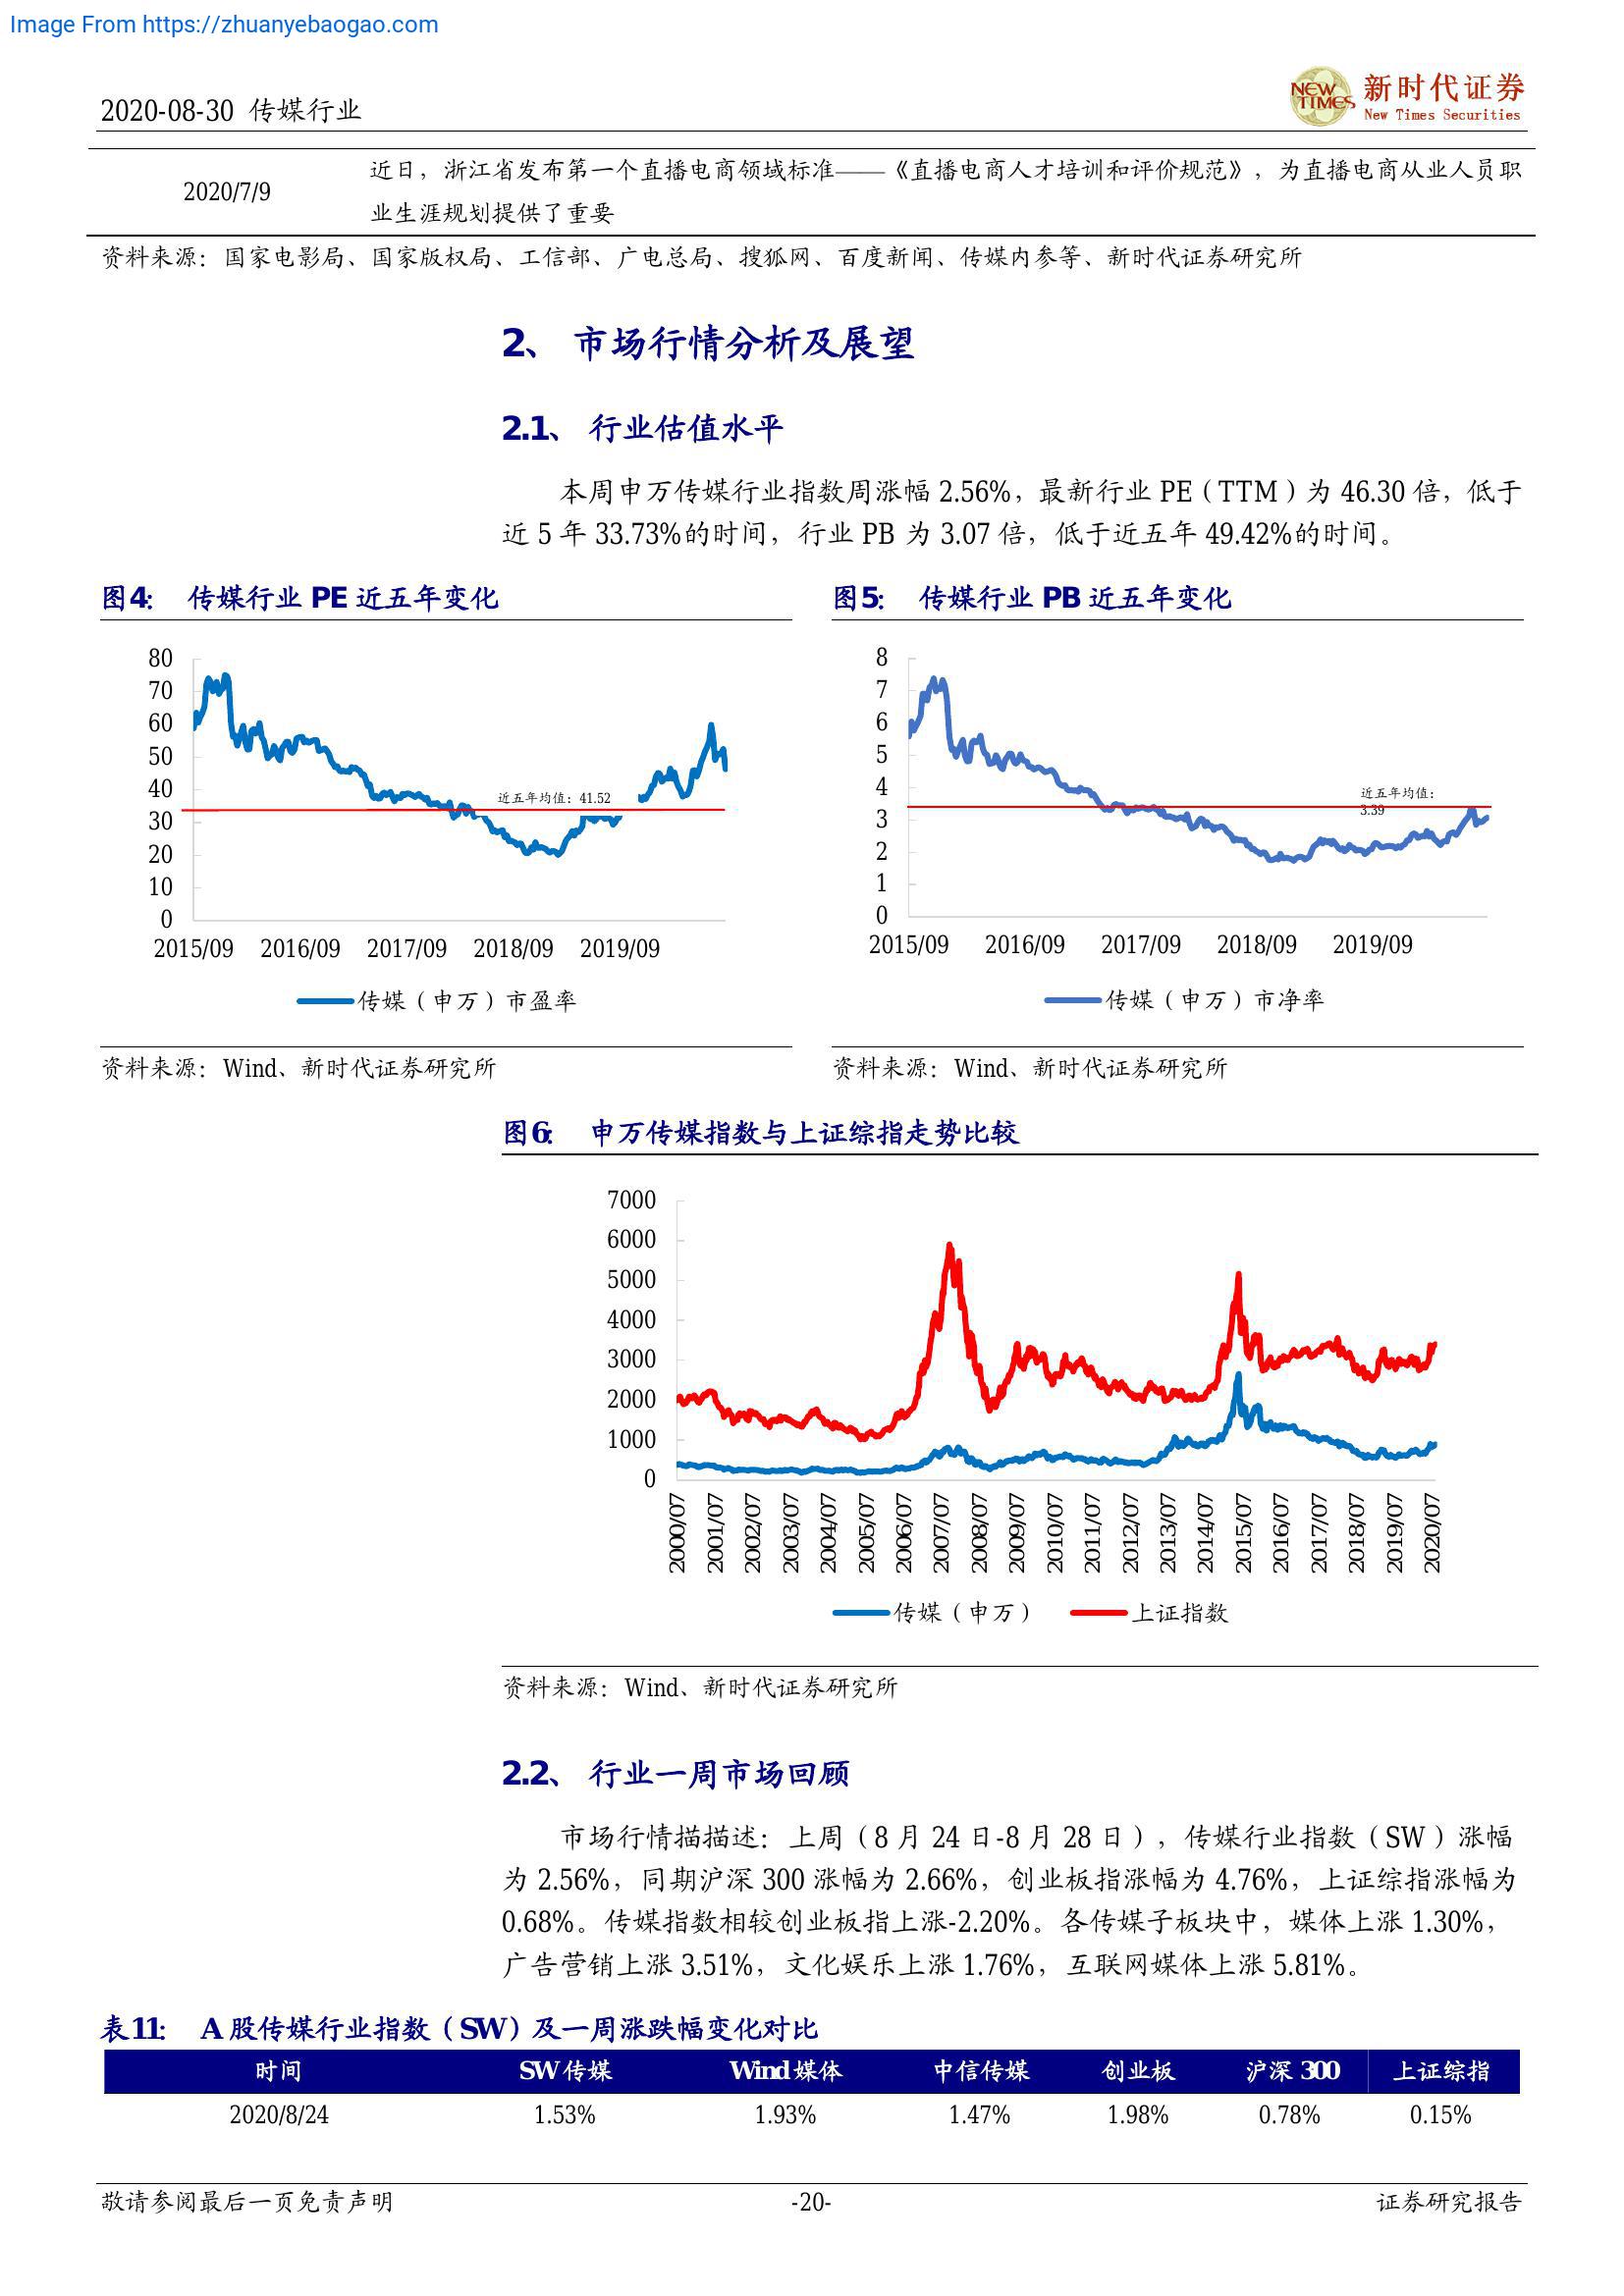 Image From https://zhuanyebaogao.com
2020-08-30 传媒行业
NEW TIMES
新时代证券
New Times Securities
2020/7/9
近日，浙江省发布第一个直播电商领域标准——《直播电商人才培训和评价规范》，为直播电商从业人员职
业生涯规划提供了重要
资料来源：国家电影局、国家版权局、工信部、广电总局、搜狐网、百度新闻、传媒内参等、新时代证券研究所
2、 市场行情分析及展望
2.1、 行业估值水平
本周申万传媒行业指数周涨幅 2.56%，最新行业 PE（TTM）为 46.30 倍，低于
近 5 年 33.73%的时间，行业 PB 为 3.07 倍，低于近五年 49.42%的时间。
图4： 传媒行业 PE 近五年变化
80
70
60
50
40
30
20
10
0
近五年均值：41.52
2015/09 2016/09 2017/09 2018/09 2019/09
传媒（申万）市盈率
资料来源：Wind、新时代证券研究所
图5： 传媒行业 PB 近五年变化
8
7
6
5
4
3
2
1
0
近五年均值：
3.39
2015/09 2016/09 2017/09 2018/09 2019/09
传媒（申万）市净率
资料来源：Wind、新时代证券研究所
图6： 申万传媒指数与上证综指走势比较
7000
6000
5000
4000
3000
2000
1000
0
2000/07 2001/07 2002/07 2003/07 2004/07 2005/07 2006/07 2007/07 2008/07 2009/07 2010/07 2011/07 2012/07 2013/07 2014/07 2015/07 2016/07 2017/07 2018/07 2019/07 2020/07
传媒（申万） 上证指数
资料来源：Wind、新时代证券研究所
2.2、 行业一周市场回顾
市场行情描描述：上周（8 月 24 日-8 月 28 日），传媒行业指数（SW）涨幅
为 2.56%，同期沪深 300 涨幅为 2.66%，创业板指涨幅为 4.76%，上证综指涨幅为
0.68%。传媒指数相较创业板指上涨-2.20%。各传媒子板块中，媒体上涨 1.30%，
广告营销上涨 3.51%，文化娱乐上涨 1.76%，互联网媒体上涨 5.81%。
表11： A 股传媒行业指数（SW）及一周涨跌幅变化对比
时间 SW传媒 Wind媒体 中信传媒 创业板 沪深 300 上证综指
2020/8/24 1.53% 1.93% 1.47% 1.98% 0.78% 0.15%
敬请参阅最后一页免责声明 -20- 证券研究报告